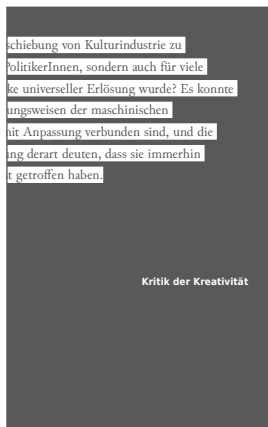 schiebung von Kulturindustrie zu
PolitikerInnen, sondern auch für viele
ke universeller Erlösung wurde? Es konnte
ungsweisen der maschinischen
mit Anpassung verbunden sind, und die
ung derart deuten, dass sie immerhin
st getroffen haben.
Kritik der Kreativität